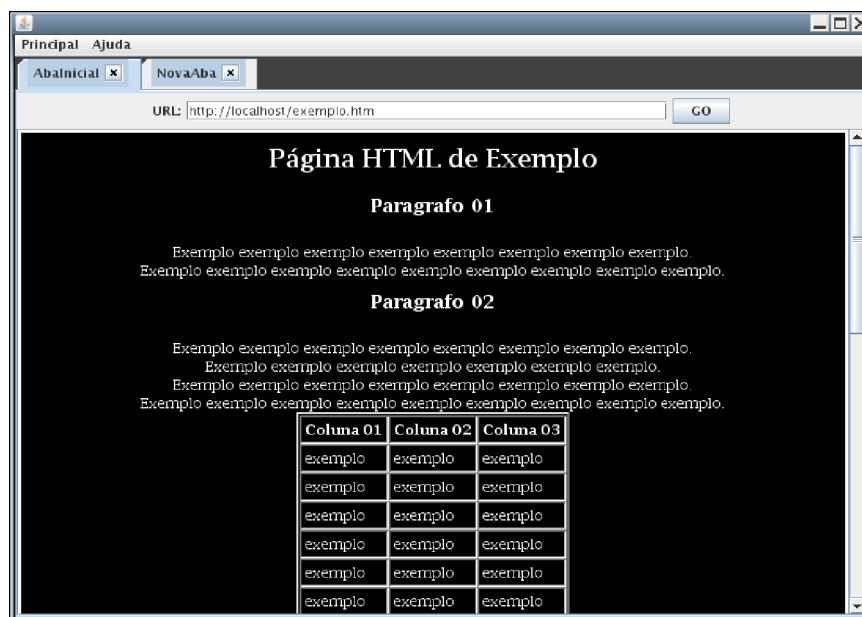 Principal Ajuda
AbaInicial NovaAba
URL: http://localhost/exemplo.htm GO
Página HTML de Exemplo
Paragrafo 01
Exemplo exemplo exemplo exemplo exemplo exemplo exemplo exemplo.
Exemplo exemplo exemplo exemplo exemplo exemplo exemplo exemplo exemplo.
Paragrafo 02
Exemplo exemplo exemplo exemplo exemplo exemplo exemplo exemplo.
Exemplo exemplo exemplo exemplo exemplo exemplo exemplo.
Exemplo exemplo exemplo exemplo exemplo exemplo exemplo exemplo.
Exemplo exemplo exemplo exemplo exemplo exemplo exemplo exemplo exemplo.
Coluna 01 Coluna 02 Coluna 03
exemplo exemplo exemplo
exemplo exemplo exemplo
exemplo exemplo exemplo
exemplo exemplo exemplo
exemplo exemplo exemplo
exemplo exemplo exemplo